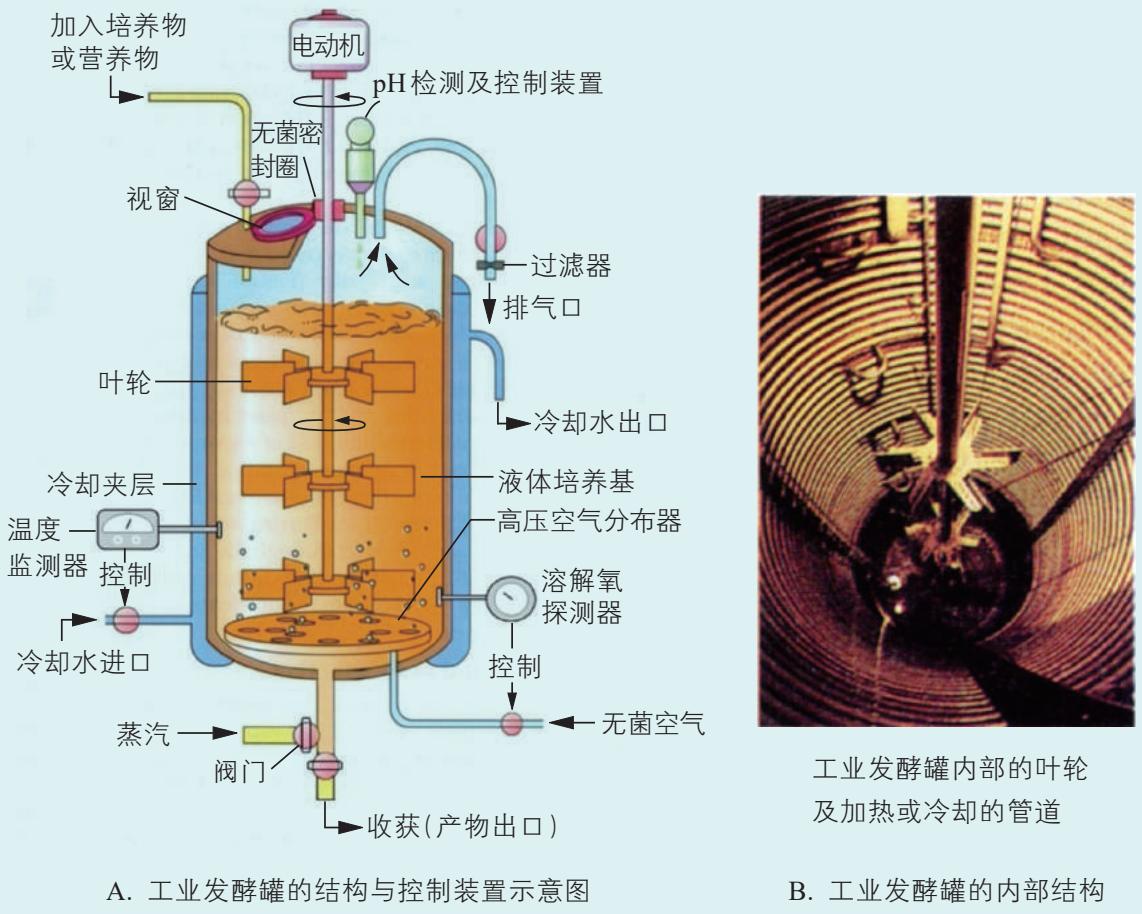 加入培养物
或营养物
电动机
pH检测及控制装置
无菌密
封圈
视窗
过滤器
排气口
叶轮
冷却水出口
冷却夹层
液体培养基
高压空气分布器
温度
监测器
控制
溶解氧
探测器
冷却水进口
控制
蒸汽
无菌空气
阀门
收获(产物出口)
工业发酵罐内部的叶轮
及加热或冷却的管道
A. 工业发酵罐的结构与控制装置示意图
B. 工业发酵罐的内部结构